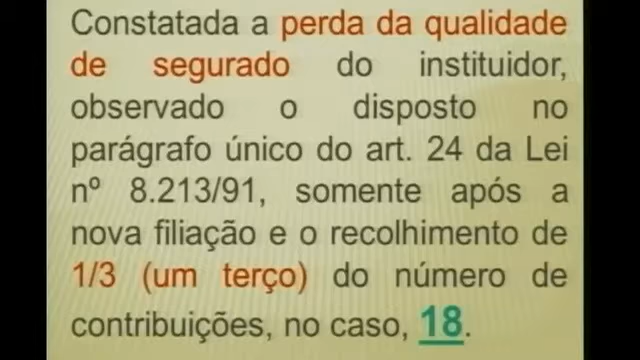 Constatada a perda da qualidade
de segurado do instituidor,
observado o disposto no
parágrafo único do art. 24 da Lei
nº 8.213/91, somente após a
nova filiação e o recolhimento de
1/3 (um terço) do número de
contribuições, no caso, 18.